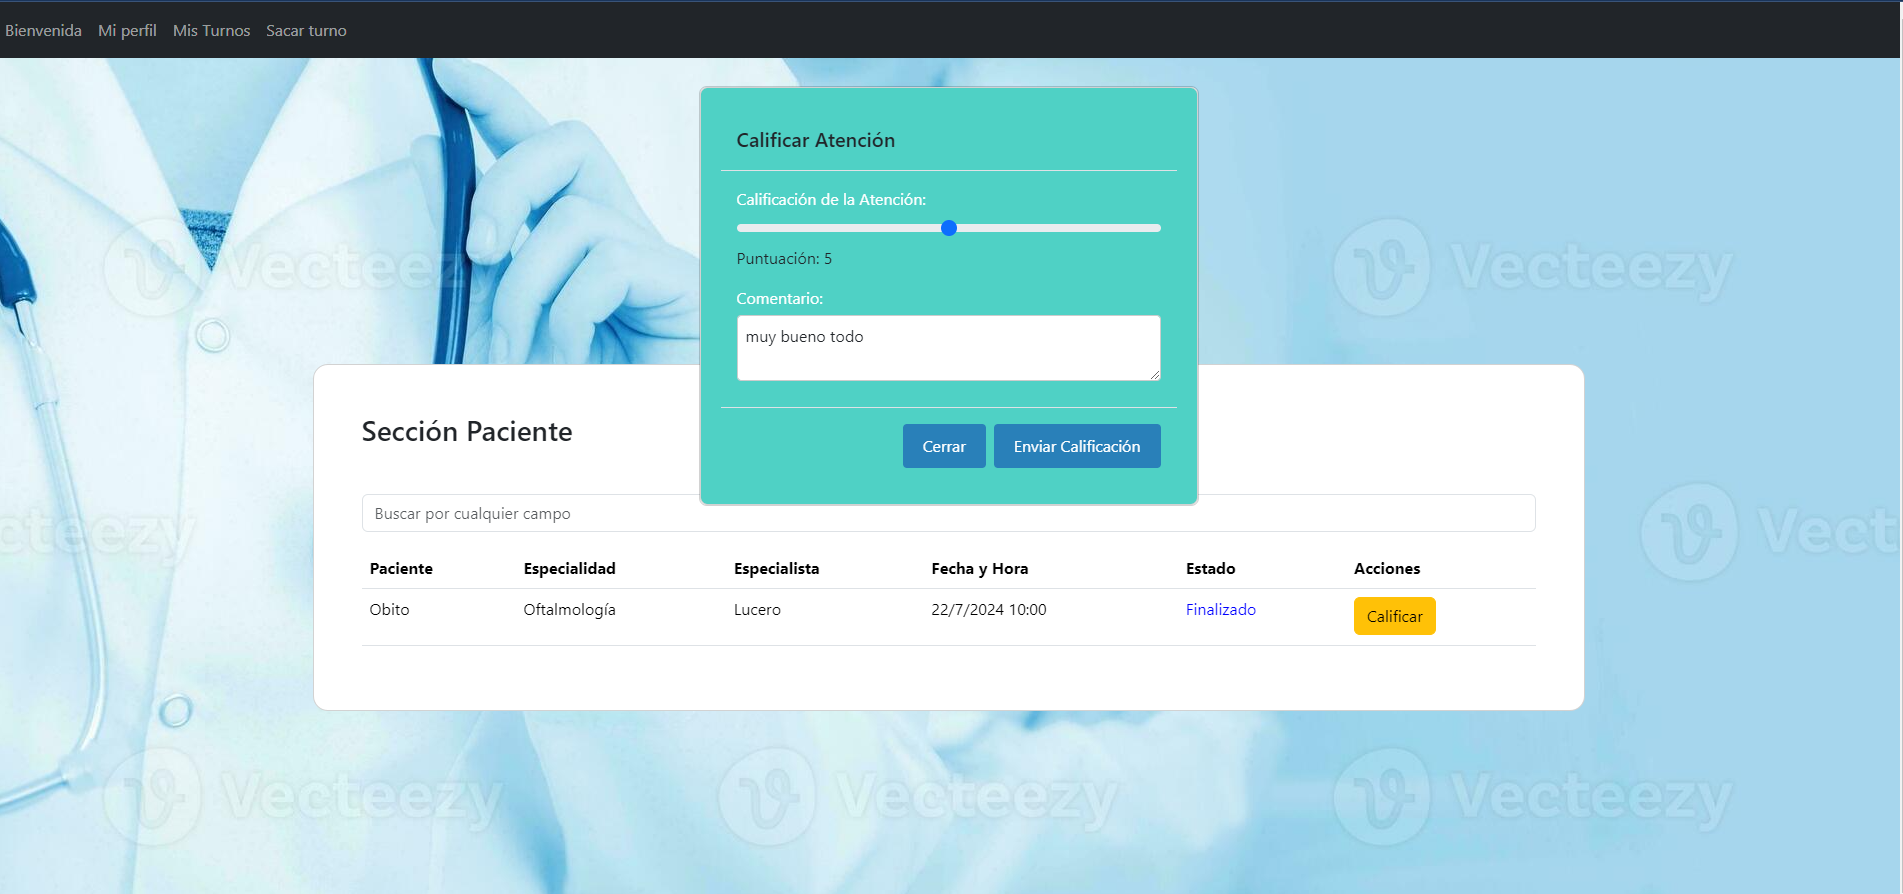 Bienvenida Mi perfil Mis Turnos Sacar turno
Calificar Atención
Calificación de la Atención:
Puntuación: 5
Comentario:
muy bueno todo
Cerrar Enviar Calificación
Sección Paciente
Buscar por cualquier campo
Paciente Especialidad Especialista Fecha y Hora Estado Acciones
Obito Oftalmología Lucero 22/7/2024 10:00 Finalizado Calificar
Vecteezy Vecteezy
Vecteezy Vecteezy Vecteezy